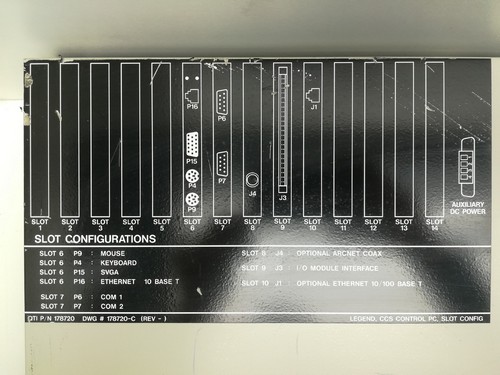 P16
P6
J1
P15
P7
P4
J4
P9
J3
AUXILIARY
DC POWER
SLOT 1
SLOT 2
SLOT 3
SLOT 4
SLOT 5
SLOT 6
SLOT 7
SLOT 8
SLOT 9
SLOT 10
SLOT 11
SLOT 12
SLOT 13
SLOT 14
SLOT CONFIGURATIONS
SLOT 6 P9 : MOUSE
SLOT 6 P4 : KEYBOARD
SLOT 6 P15 : SVGA
SLOT 6 P16 : ETHERNET 10 BASE T
SLOT 7 P6 : COM 1
SLOT 7 P7 : COM 2
SLOT 8 J4 : OPTIONAL ARCNET COAX
SLOT 9 J3 : I/O MODULE INTERFACE
SLOT 10 J1 : OPTIONAL ETHERNET 10/100 BASE T
DTI P/N 178720 DWG # 178720-C (REV - )
LEGEND, CCS CONTROL PC, SLOT CONFIG